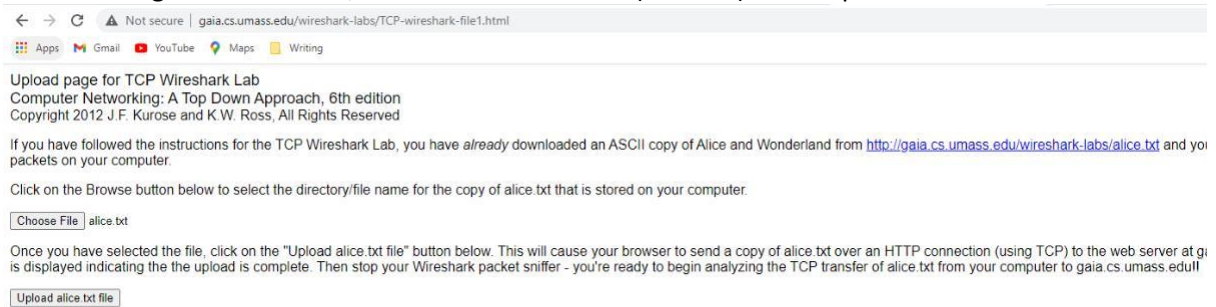 Not secure | gaia.cs.umass.edu/wireshark-labs/TCP-wireshark-file1.html
Apps Gmail YouTube Maps Writing
Upload page for TCP Wireshark Lab
Computer Networking: A Top Down Approach, 6th edition
Copyright 2012 J.F. Kurose and K.W. Ross, All Rights Reserved
If you have followed the instructions for the TCP Wireshark Lab, you have already downloaded an ASCII copy of Alice and Wonderland from http://gaia.cs.umass.edu/wireshark-labs/alice.txt and
packets on your computer.
Click on the Browse button below to select the directory/file name for the copy of alice.txt that is stored on your computer.
Choose File alice.txt
Once you have selected the file, click on the "Upload alice.txt file" button below. This will cause your browser to send a copy of alice.txt over an HTTP connection (using TCP) to the web server at
is displayed indicating the the upload is complete. Then stop your Wireshark packet sniffer - you're ready to begin analyzing the TCP transfer of alice.txt from your computer to gaia.cs.umass.edu!!
Upload alice.txt file